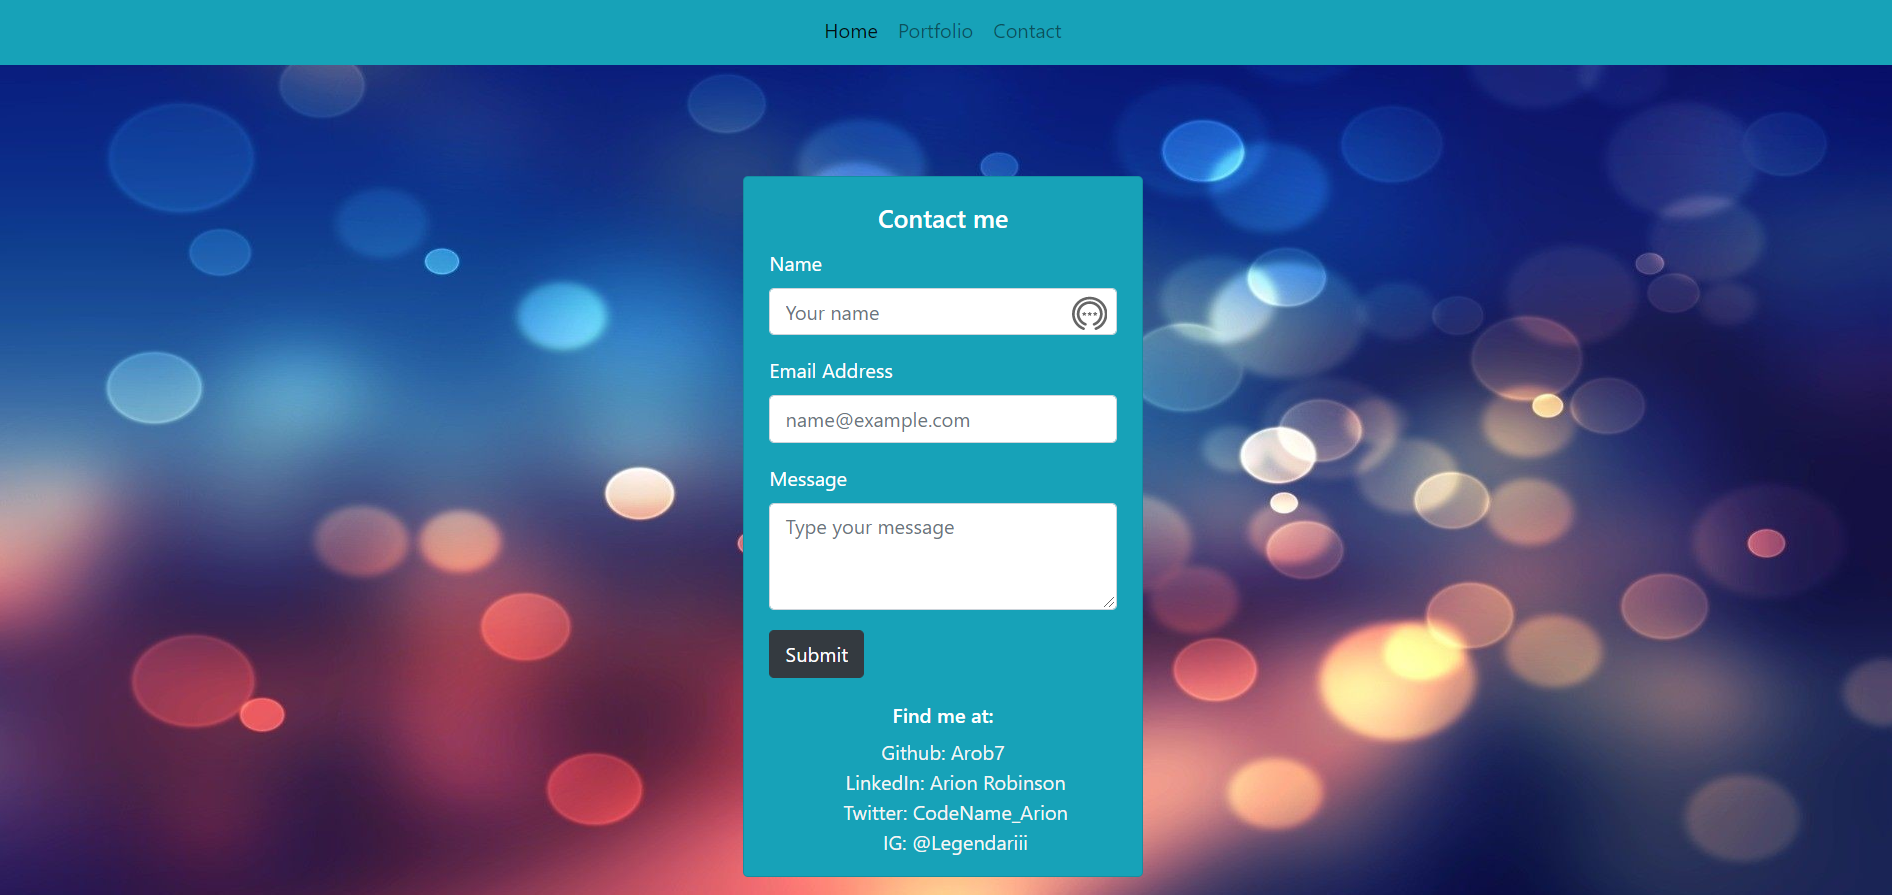 Home Portfolio Contact
Contact me
Name
Your name
Email Address
name@example.com
Message
Type your message
Submit
Find me at:
Github: Arob7
LinkedIn: Arion Robinson
Twitter: CodeName_Arion
IG: @Legendariii